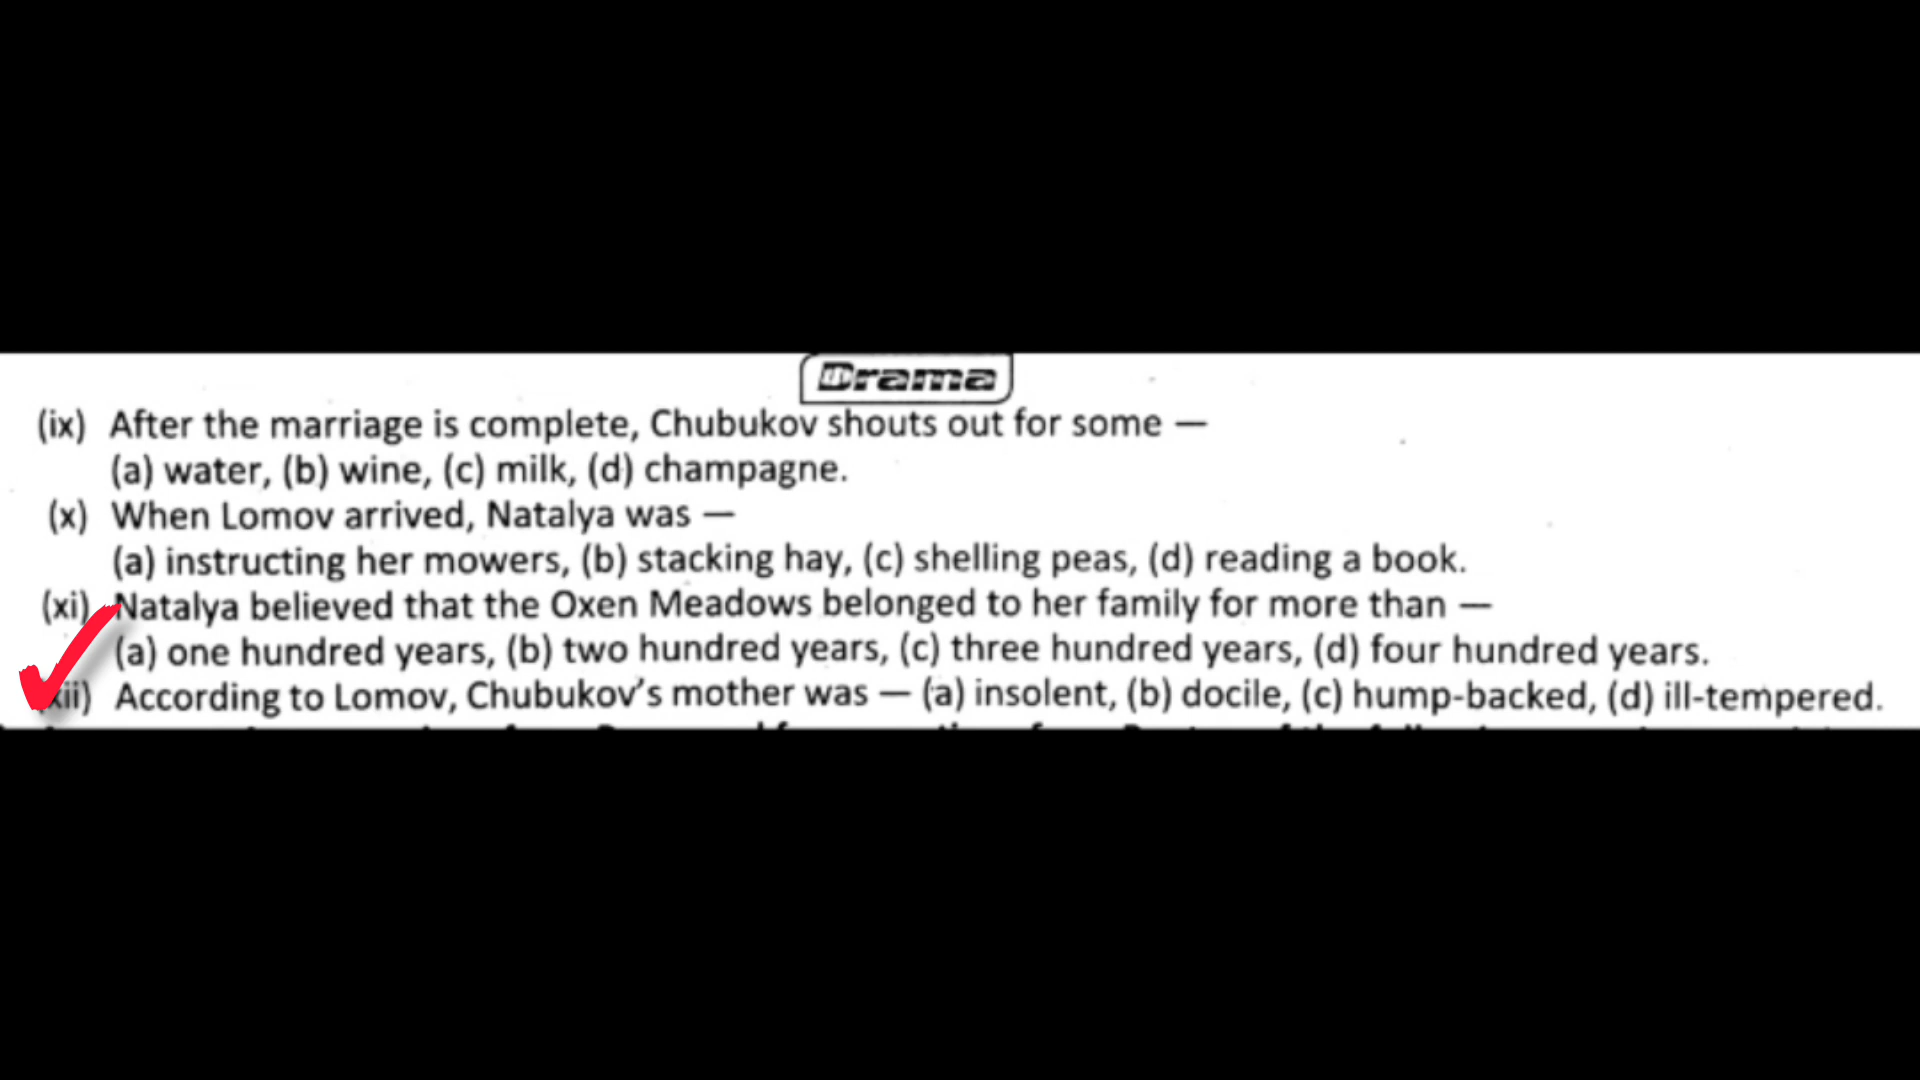 Drama
(ix) After the marriage is complete, Chubukov shouts out for some —
(a) water, (b) wine, (c) milk, (d) champagne.
(x) When Lomov arrived, Natalya was —
(a) instructing her mowers, (b) stacking hay, (c) shelling peas, (d) reading a book.
(xi) Natalya believed that the Oxen Meadows belonged to her family for more than —
(a) one hundred years, (b) two hundred years, (c) three hundred years, (d) four hundred years.
(xii) According to Lomov, Chubukov's mother was — (a) insolent, (b) docile, (c) hump-backed, (d) ill-tempered.